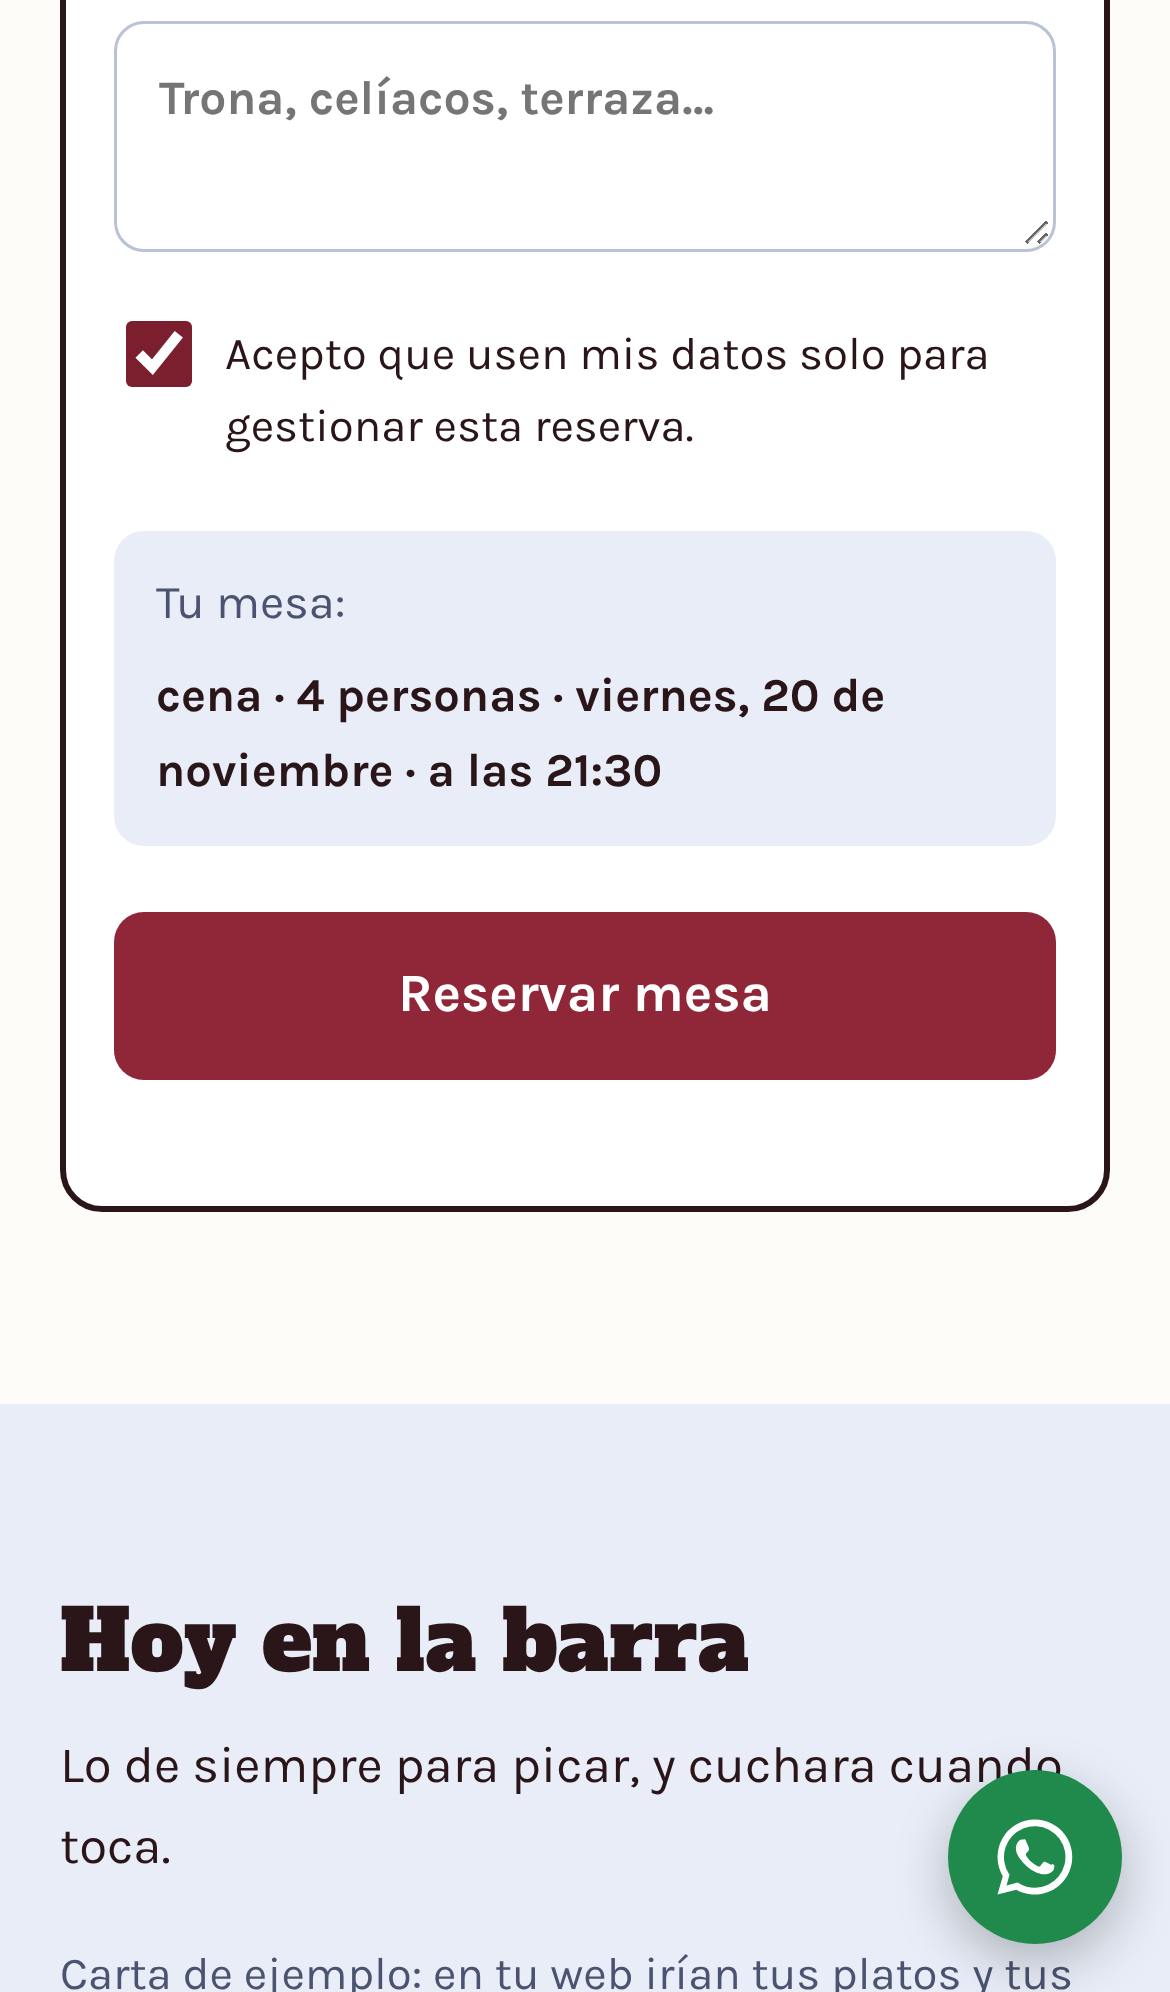 Trona, celíacos, terraza...
Acepto que usen mis datos solo para
gestionar esta reserva.
Tu mesa:
cena · 4 personas · viernes, 20 de
noviembre · a las 21:30
Reservar mesa
Hoy en la barra
Lo de siempre para picar, y cuchara cuando
toca.
Carta de ejemplo: en tu web irían tus platos y tus